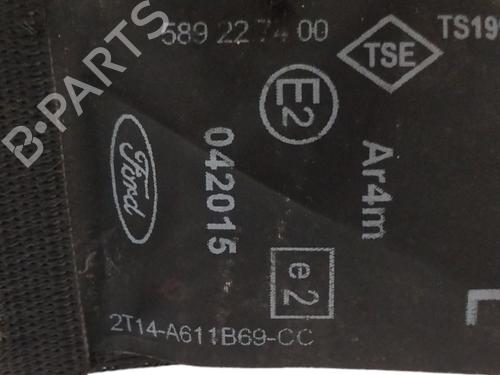 589 22 74 00
TSE
TS19
E2
042015
Ar4m
Ford
e2
2T14-A611B69-CC
L
B-PARTS